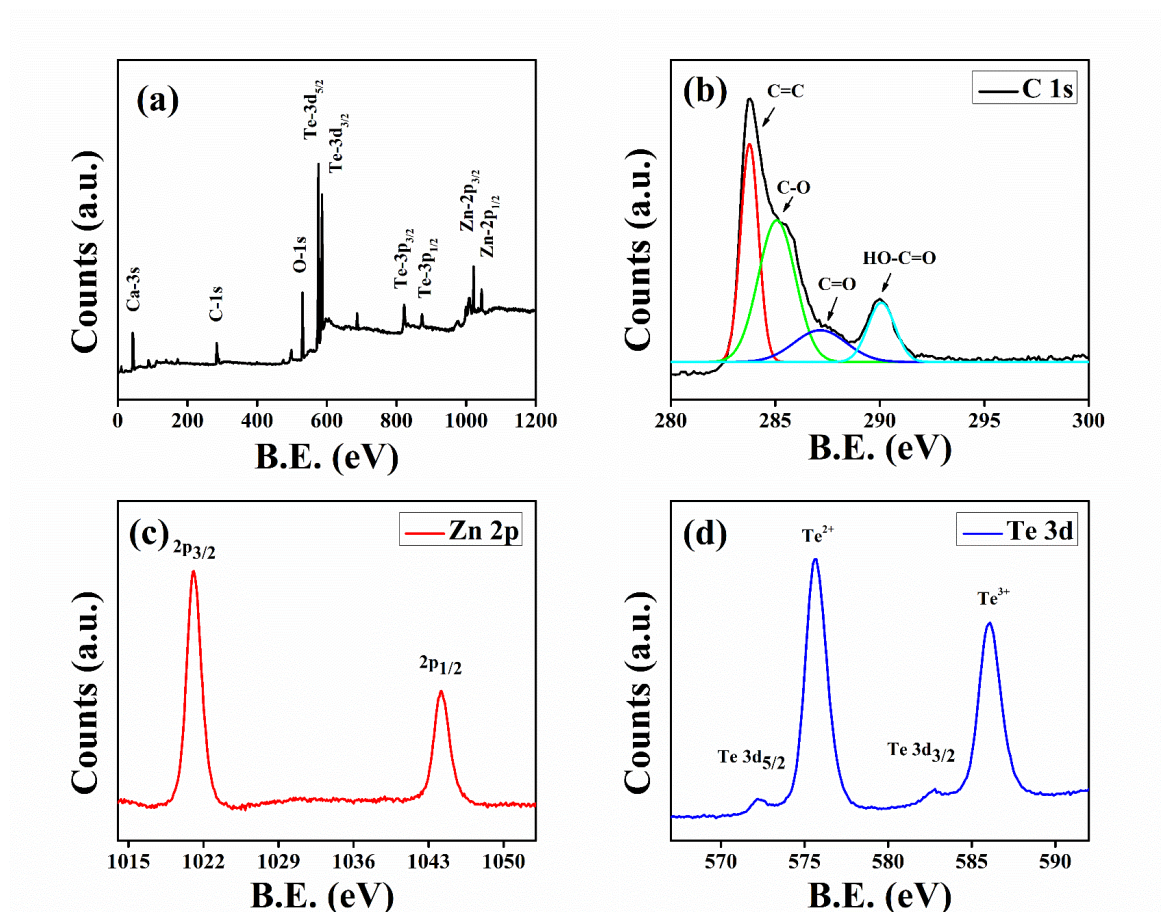 (a)
Ca-3s
C-1s
O-1s
Te-3d5/2
Te-3d3/2
Te-3p3/2
Te-3p1/2
Zn-2p3/2
Zn-2p1/2
Counts (a.u.)
0 200 400 600 800 1000 1200
B.E. (eV)
(b)
C 1s
C=C
C-O
C=O
HO-C=O
Counts (a.u.)
280 285 290 295 300
B.E. (eV)
(c)
Zn 2p
2p3/2
2p1/2
Counts (a.u.)
1015 1022 1029 1036 1043 1050
B.E. (eV)
(d)
Te 3d
Te2+
Te3+
Te 3d5/2
Te 3d3/2
Counts (a.u.)
570 575 580 585 590
B.E. (eV)